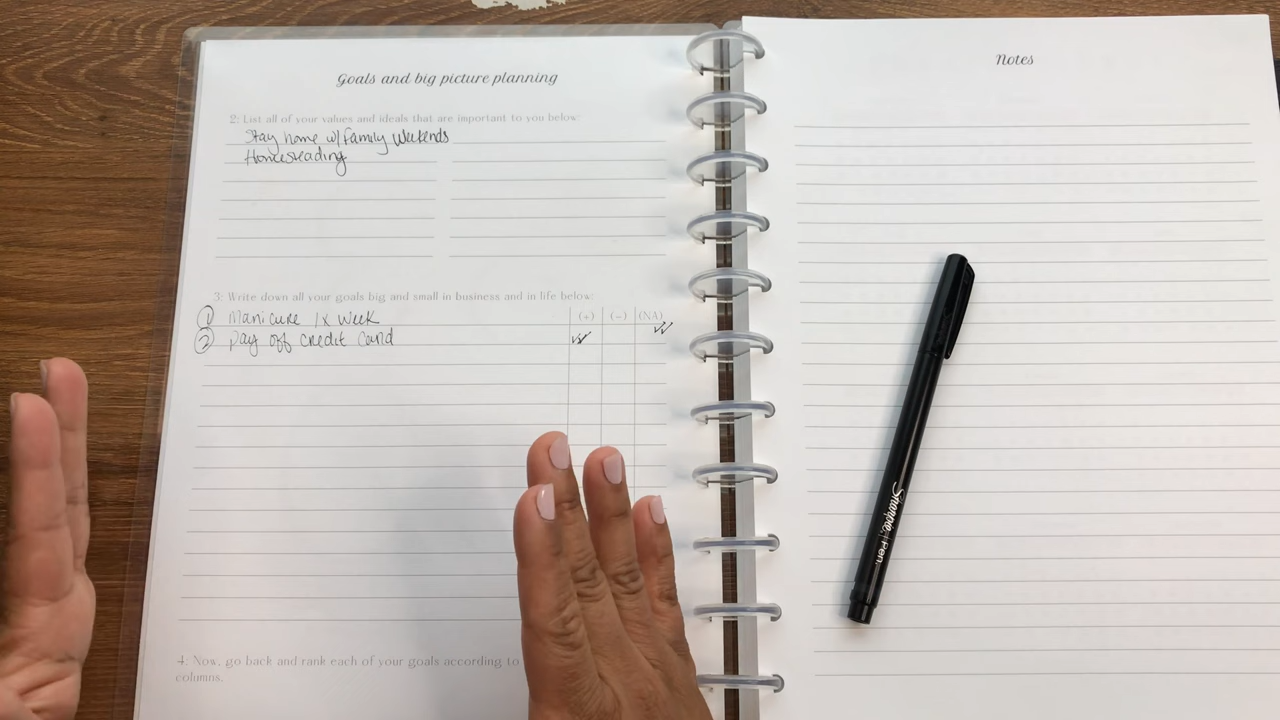 Goals and big picture planning
2: List all of your values and ideals that are important to you below:
Stay home w/Family Weekends
Homesteading
3: Write down all your goals big and small in business and in life below:
(+) (-) (NA)
① Manicure 1x week
② Pay off credit card
4: Now, go back and rank each of your goals according to
columns.
Notes
Sharpie. | Pen.